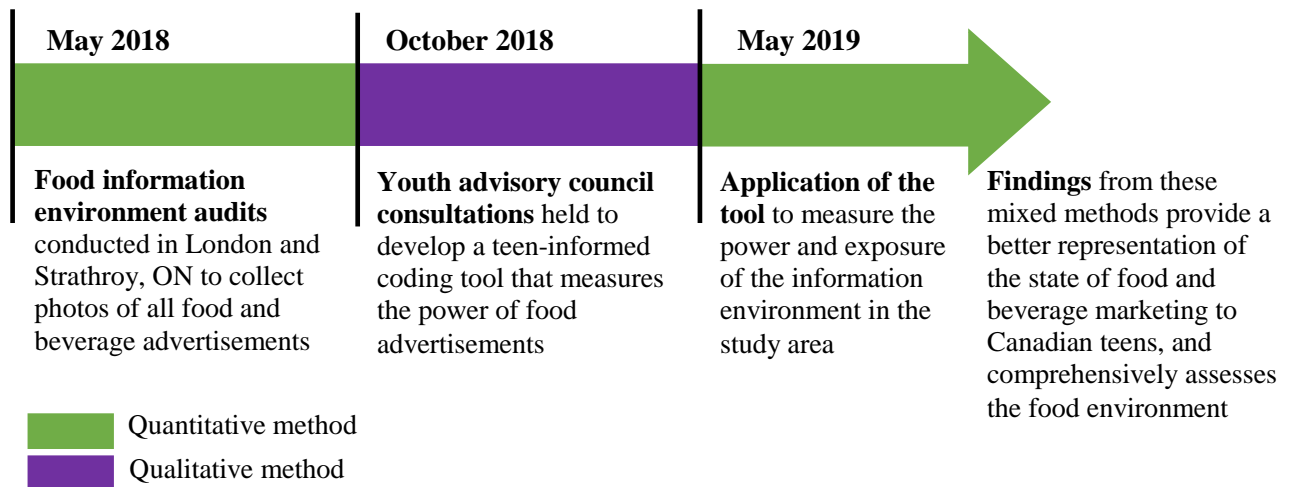 May 2018
October 2018
May 2019
Food information
environment audits
conducted in London and
Strathroy, ON to collect
photos of all food and
beverage advertisements
Youth advisory council
consultations held to
develop a teen-informed
coding tool that measures
the power of food
advertisements
Application of the
tool to measure the
power and exposure
of the information
environment in the
study area
Findings from these
mixed methods provide a
better representation of
the state of food and
beverage marketing to
Canadian teens, and
comprehensively assesses
the food environment
Quantitative method
Qualitative method